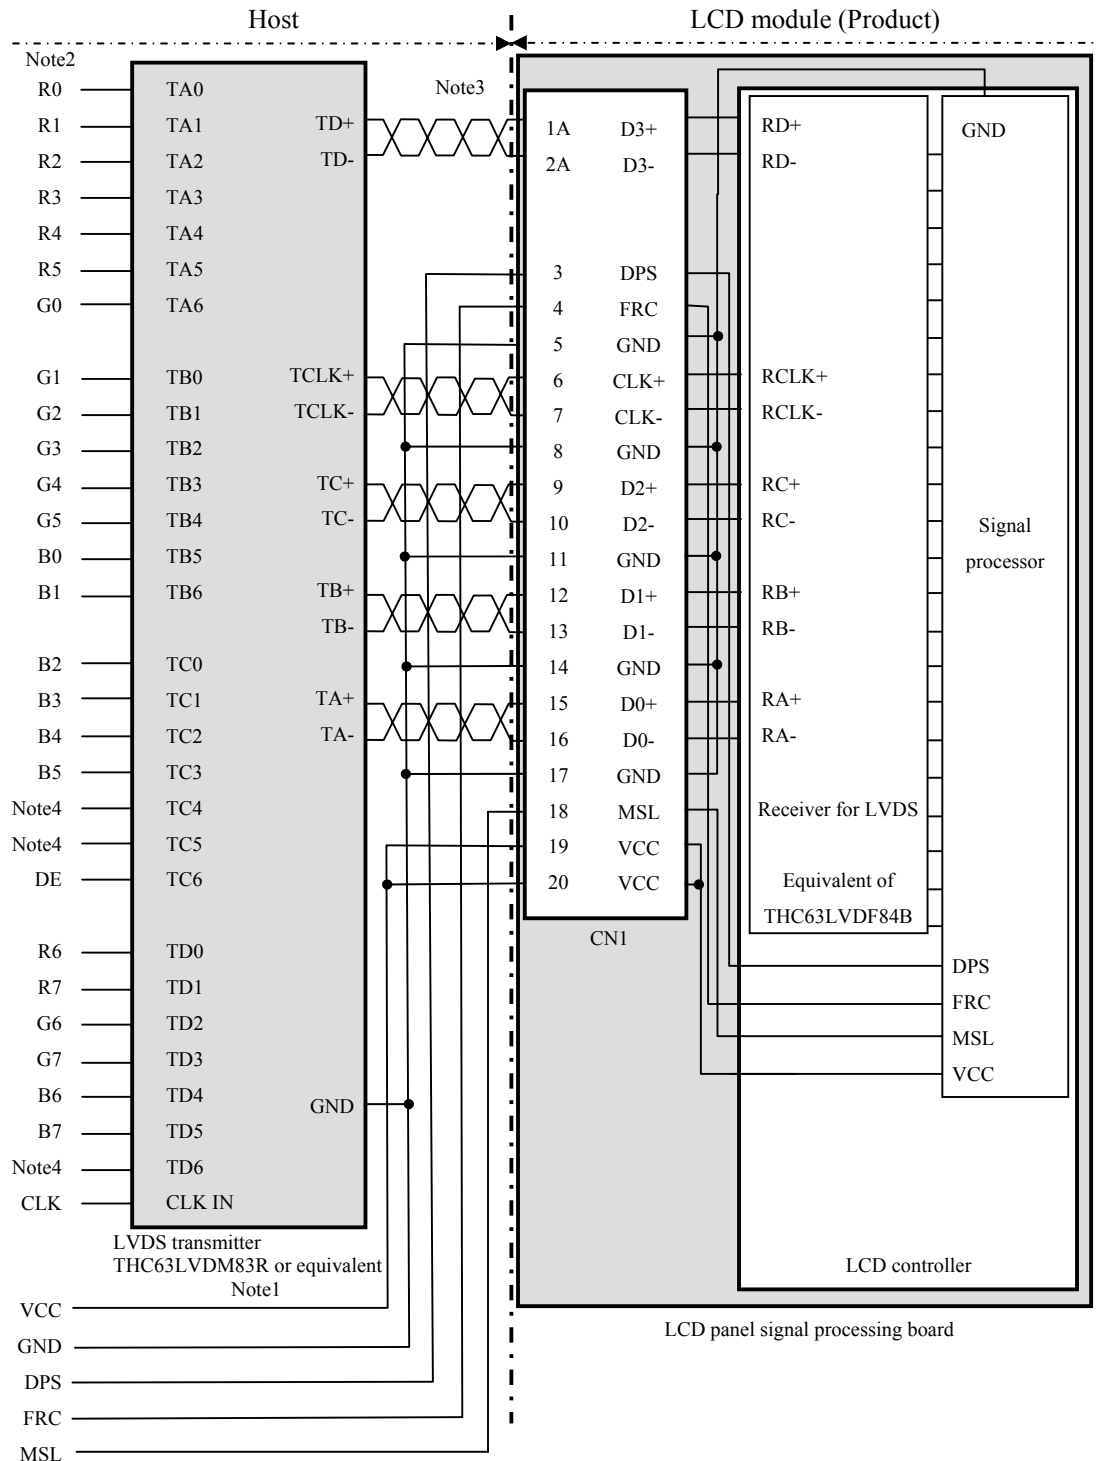 Host
LCD module (Product)
Note2
Note3
R0 TA0
R1 TA1 TD+ 1A D3+ RD+ GND
R2 TA2 TD- 2A D3- RD-
R3 TA3
R4 TA4
R5 TA5 3 DPS
G0 TA6 4 FRC
5 GND
G1 TB0 TCLK+ 6 CLK+ RCLK+
G2 TB1 TCLK- 7 CLK- RCLK-
G3 TB2 8 GND
G4 TB3 TC+ 9 D2+ RC+
G5 TB4 TC- 10 D2- RC- Signal
B0 TB5 11 GND processor
B1 TB6 TB+ 12 D1+ RB+
TB- 13 D1- RB-
B2 TC0 14 GND
B3 TC1 TA+ 15 D0+ RA+
B4 TC2 TA- 16 D0- RA-
B5 TC3 17 GND
Note4 TC4 18 MSL Receiver for LVDS
Note4 TC5 19 VCC
DE TC6 20 VCC Equivalent of
THC63LVDF84B
CN1
R6 TD0 DPS
R7 TD1 FRC
G6 TD2
G7 TD3 MSL
VCC
B6 TD4 GND
B7 TD5
Note4 TD6
CLK CLK IN
LVDS transmitter
THC63LVDM83R or equivalent
Note1
LCD controller
LCD panel signal processing board
VCC
GND
DPS
FRC
MSL